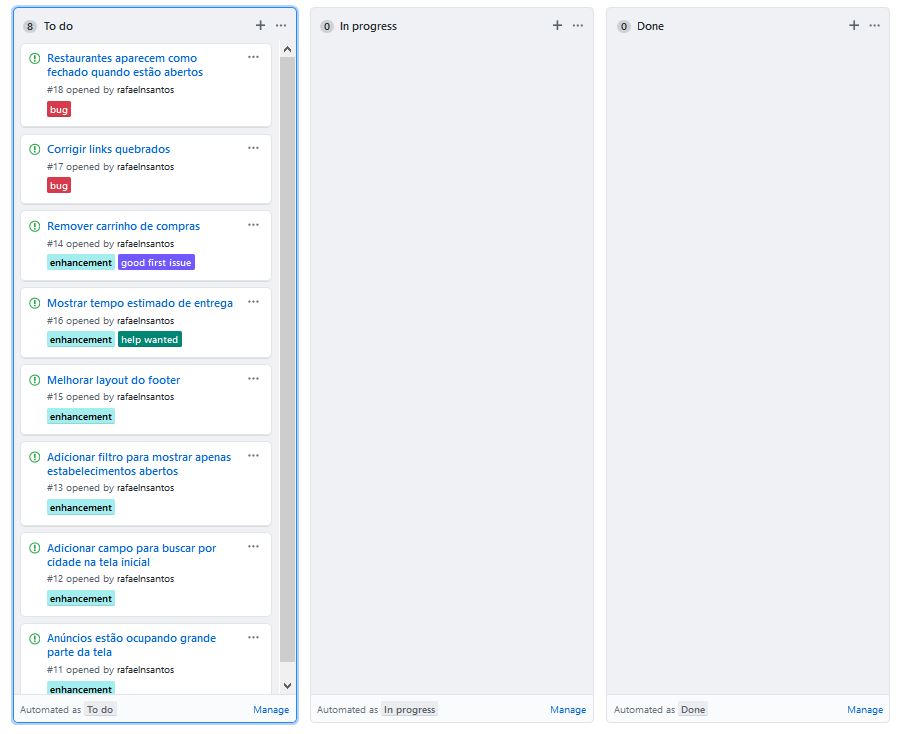 8 To do
Restaurantes aparecem como
fechado quando estão abertos
#18 opened by rafaelnsantos
bug
Corrigir links quebrados
#17 opened by rafaelnsantos
bug
Remover carrinho de compras
#14 opened by rafaelnsantos
enhancement good first issue
Mostrar tempo estimado de entrega
#16 opened by rafaelnsantos
enhancement help wanted
Melhorar layout do footer
#15 opened by rafaelnsantos
enhancement
Adicionar filtro para mostrar apenas
estabelecimentos abertos
#13 opened by rafaelnsantos
enhancement
Adicionar campo para buscar por
cidade na tela inicial
#12 opened by rafaelnsantos
enhancement
Anúncios estão ocupando grande
parte da tela
#11 opened by rafaelnsantos
enhancement
Automated as To do Manage
0 In progress
Automated as In progress Manage
0 Done
Automated as Done Manage